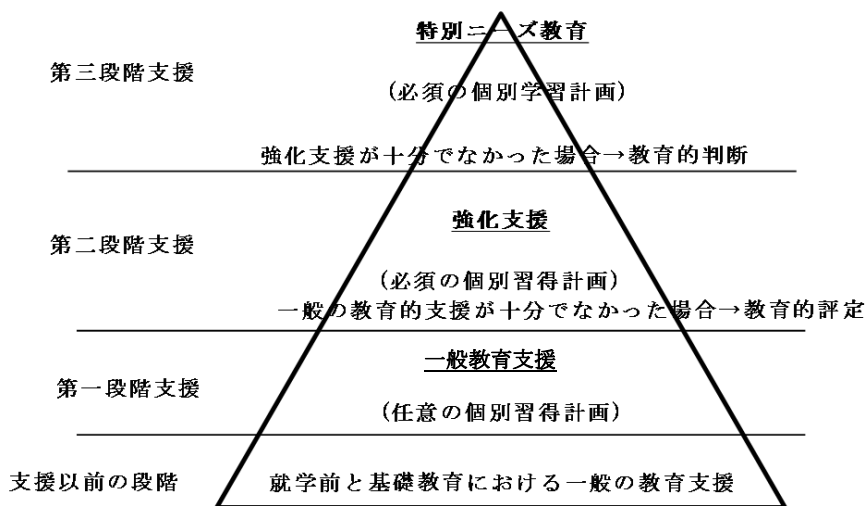 特別ニーズ教育
第三段階支援
(必須の個別学習計画)
強化支援が十分でなかった場合→教育的判断
強化支援
第二段階支援
(必須の個別習得計画)
一般の教育的支援が十分でなかった場合→教育的評定
一般教育支援
第一段階支援
(任意の個別習得計画)
支援以前の段階
就学前と基礎教育における一般の教育支援